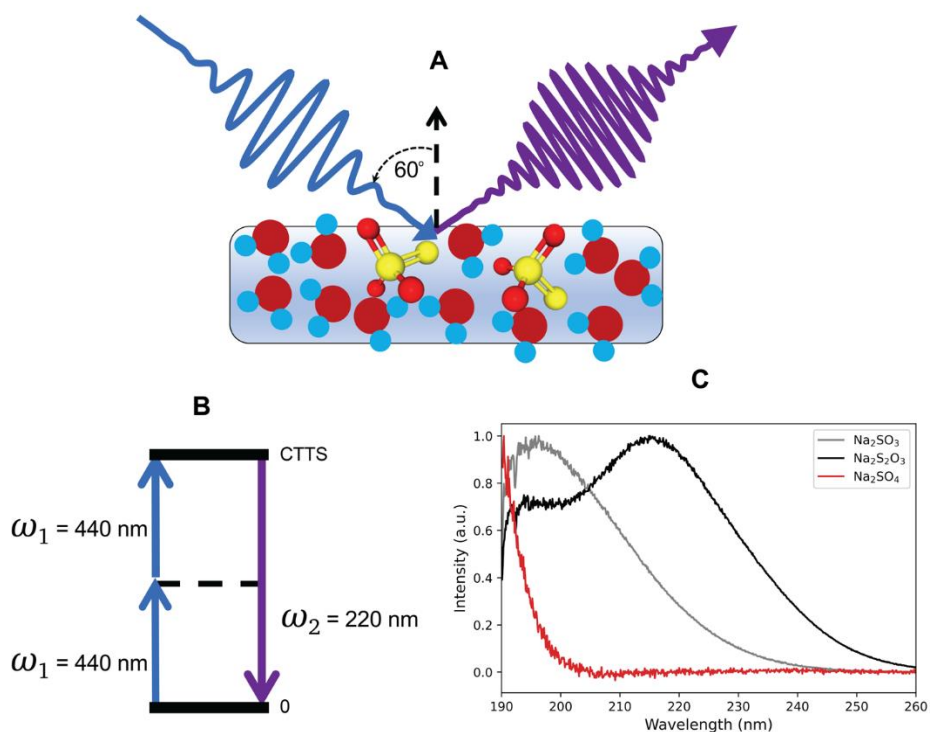 A
60°
B
CTTS
ω₁ = 440 nm
ω₂ = 220 nm
ω₁ = 440 nm
0
C
Na₂SO₃
Na₂S₂O₃
Na₂SO₄
Intensity (a.u.)
1.0
0.8
0.6
0.4
0.2
0.0
190 200 210 220 230 240 250 260
Wavelength (nm)